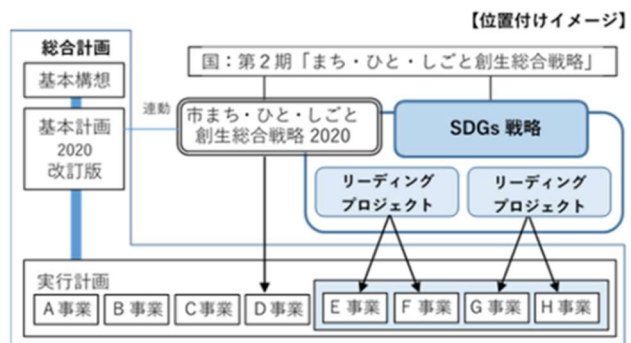 【位置付けイメージ】
総合計画
国：第２期「まち・ひと・しごと創生総合戦略」
基本構想
連動
基本計画
2020
改訂版
市まち・ひと・しごと
創生総合戦略 2020
SDGs 戦略
リーディング
プロジェクト
リーディング
プロジェクト
実行計画
A 事業
B 事業
C 事業
D 事業
E 事業
F 事業
G 事業
H 事業